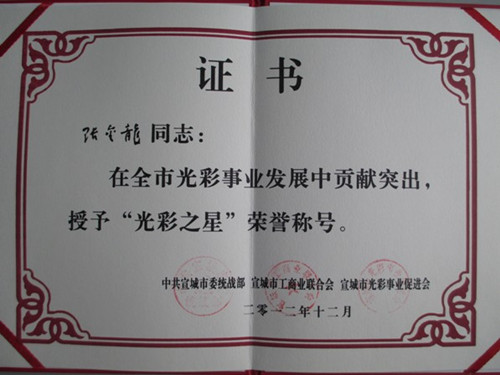 证书
张金龍 同志：
在全市光彩事业发展中贡献突出，
授予“光彩之星”荣誉称号。
中共宣城市委统战部 宣城市工商业联合会 宣城市光彩事业促进会
二零一二年十二月